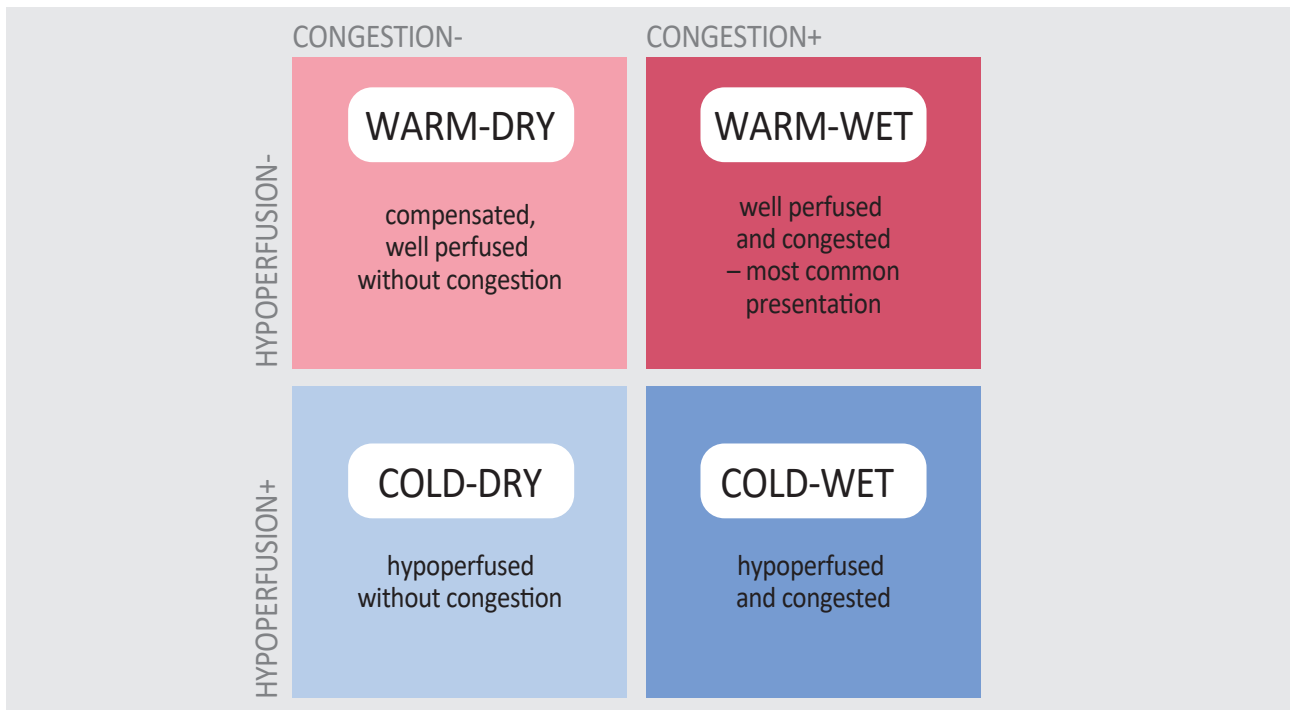 CONGESTION-
CONGESTION+
HYPOPERFUSION-
WARM-DRY
compensated,
well perfused
without congestion
WARM-WET
well perfused
and congested
– most common
presentation
HYPOPERFUSION+
COLD-DRY
hypoperfused
without congestion
COLD-WET
hypoperfused
and congested